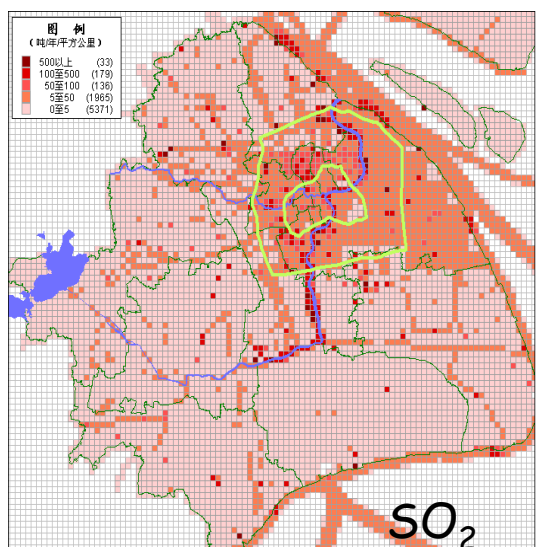 图 例
(吨/年/平方公里)
500以上 (33)
100至500 (179)
50至100 (136)
5至50 (1965)
0至5 (5371)
SO₂